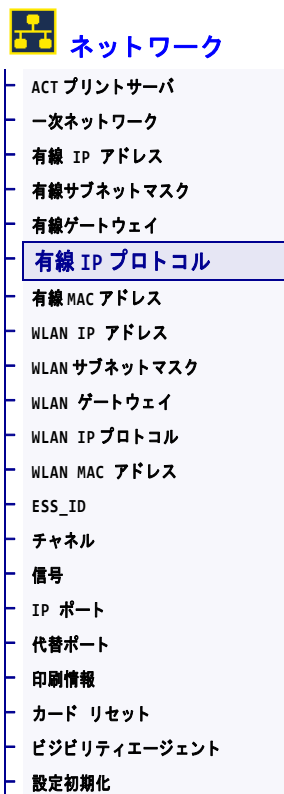 ネットワーク
ACT プリントサーバ
一次ネットワーク
有線 IP アドレス
有線サブネットマスク
有線ゲートウェイ
有線 IP プロトコル
有線 MAC アドレス
WLAN IP アドレス
WLAN サブネットマスク
WLAN ゲートウェイ
WLAN IP プロトコル
WLAN MAC アドレス
ESS_ID
チャネル
信号
IP ポート
代替ポート
印刷情報
カード リセット
ビジビリティエージェント
設定初期化